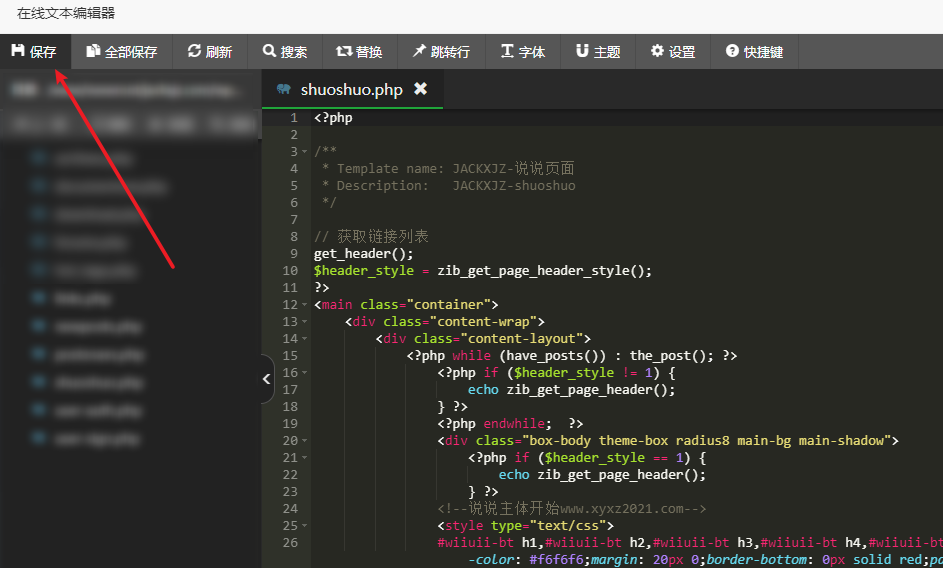 在线文本编辑器
保存 全部保存 刷新 搜索 替换 跳转行 字体 主题 设置 快捷键
shuoshuo.php
1 <?php
2
3 /**
4 * Template name: JACKXJZ-说说页面
5 * Description: JACKXJZ-shuoshuo
6 */
7
8 // 获取链接列表
9 get_header();
10 $header_style = zib_get_page_header_style();
11 ?>
12 <main class="container">
13 <div class="content-wrap">
14 <div class="content-layout">
15 <?php while (have_posts()) : the_post(); ?>
16 <?php if ($header_style != 1) {
17 echo zib_get_page_header();
18 } ?>
19 <?php endwhile; ?>
20 <div class="box-body theme-box radius8 main-bg main-shadow">
21 <?php if ($header_style == 1) {
22 echo zib_get_page_header();
23 } ?>
24 <!--说说主体开始www.xyxz2021.com-->
25 <style type="text/css">
26 #wiiuii-bt h1,#wiiuii-bt h2,#wiiuii-bt h3,#wiiuii-bt h4,#wiiuii-bt
-color: #f6f6f6;margin: 20px 0;border-bottom: 0px solid red;po